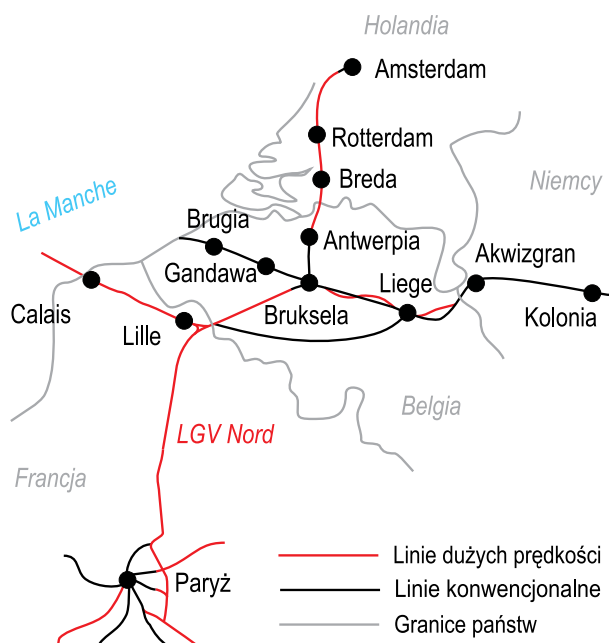 Holandia
Amsterdam
Rotterdam
Breda
Niemcy
La Manche
Brugia
Antwerpia
Gandawa
Liege
Akwizgran
Calais
Lille
Bruksela
Kolonia
Belgia
LGV Nord
Francja
Paryż
Linie dużych prędkości
Linie konwencjonalne
Granice państw